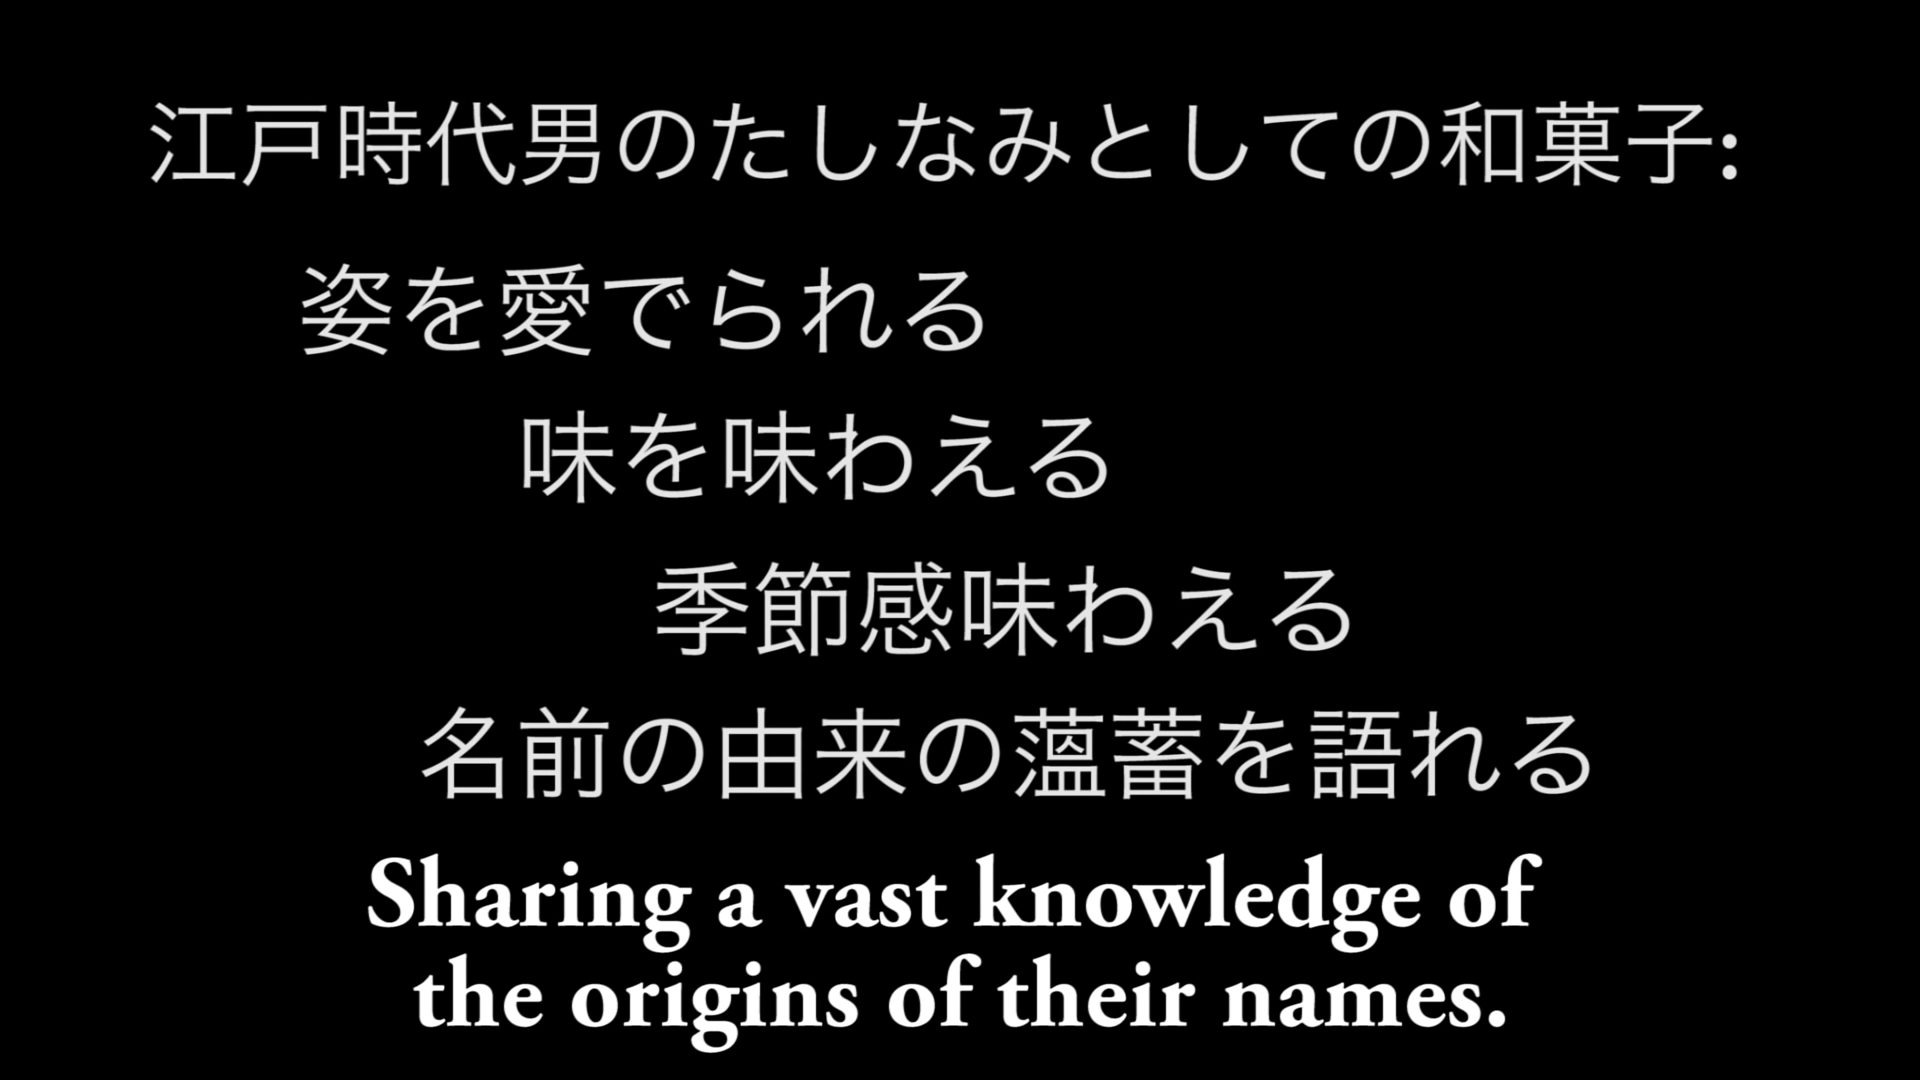 江戸時代男のたしなみとしての和菓子:
姿を愛でられる
味を味わえる
季節感味わえる
名前の由来の薀蓄を語れる
Sharing a vast knowledge of
the origins of their names.